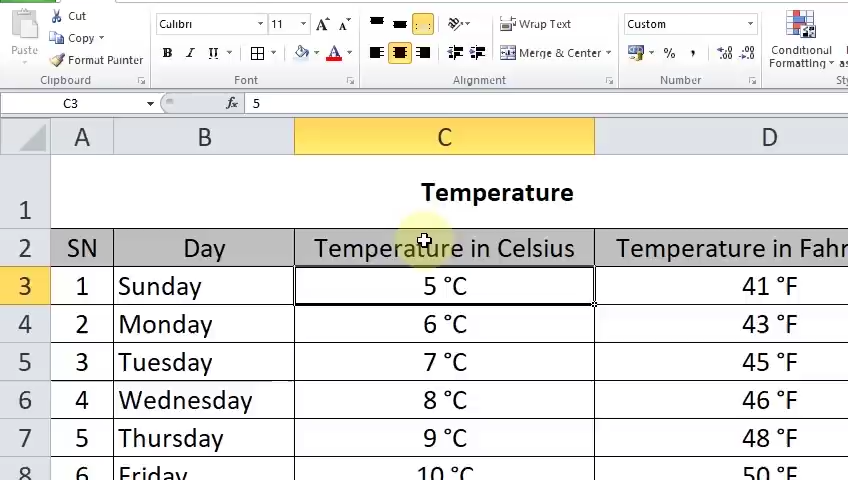 Cut Calibri 11 A A Wrap Text Custom
Paste Copy B I U A Merge & Center % , .00 .0 Conditional
Format Painter Formatting
Clipboard Font Alignment Number
C3 fx 5
A B C D
1 Temperature
2 SN Day Temperature in Celsius Temperature in Fahr
3 1 Sunday 5 °C 41 °F
4 2 Monday 6 °C 43 °F
5 3 Tuesday 7 °C 45 °F
6 4 Wednesday 8 °C 46 °F
7 5 Thursday 9 °C 48 °F
8 6 Friday 10 °C 50 °F